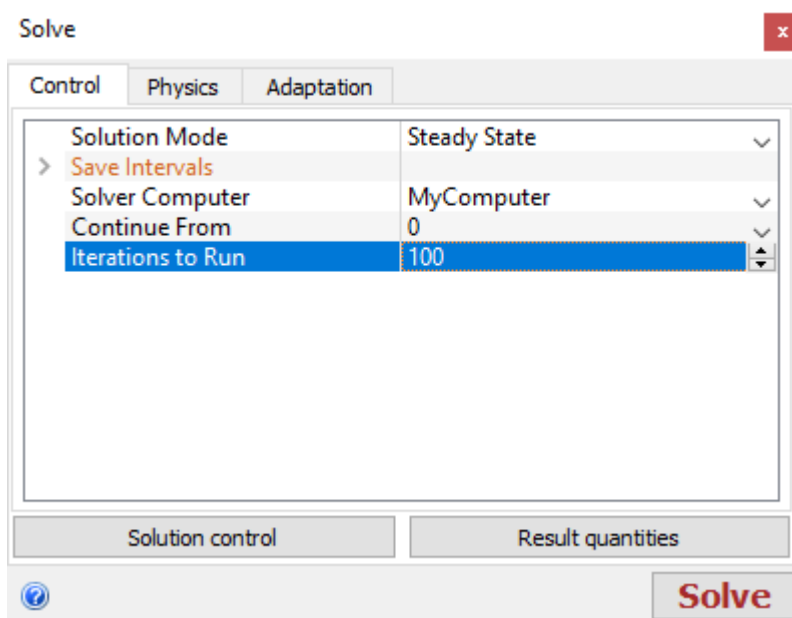 Solve
x
Control Physics Adaptation
Solution Mode Steady State
Save Intervals
Solver Computer MyComputer
Continue From 0
Iterations to Run 100
Solution control Result quantities
? Solve